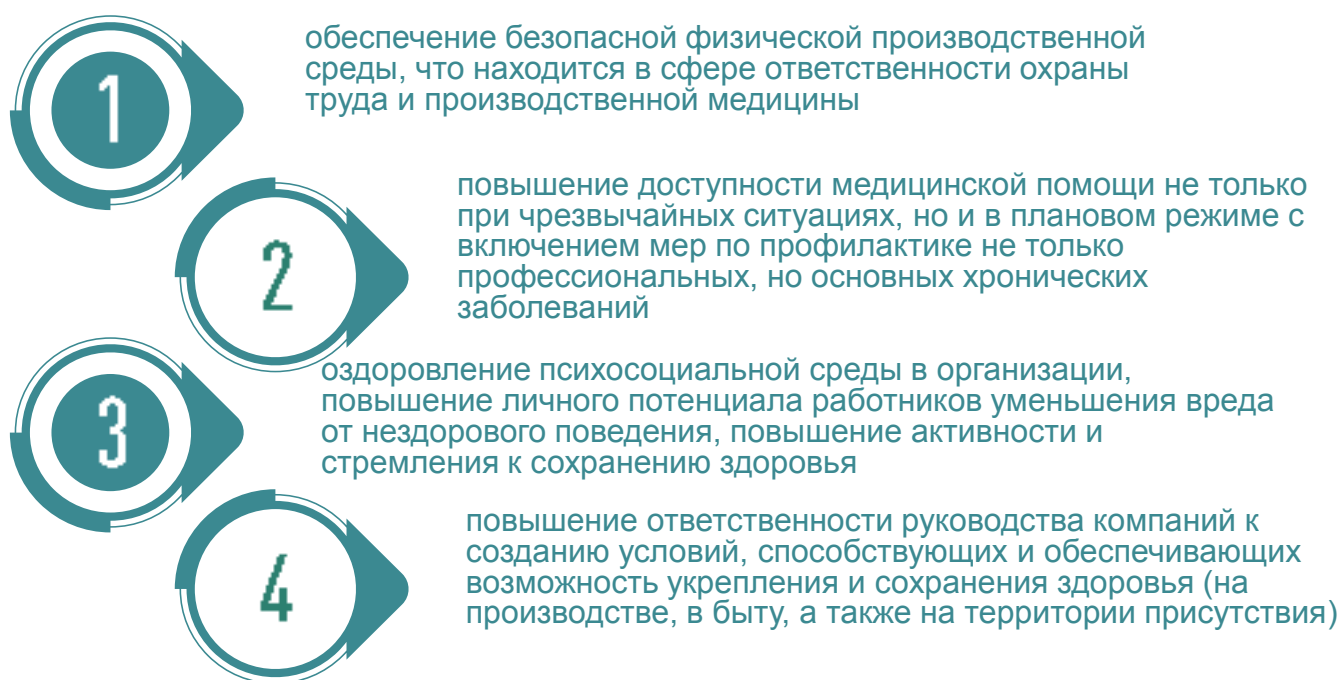 1
обеспечение безопасной физической производственной
среды, что находится в сфере ответственности охраны
труда и производственной медицины
2
повышение доступности медицинской помощи не только
при чрезвычайных ситуациях, но и в плановом режиме с
включением мер по профилактике не только
профессиональных, но основных хронических
заболеваний
3
оздоровление психосоциальной среды в организации,
повышение личного потенциала работников уменьшения вреда
от нездорового поведения, повышение активности и
стремления к сохранению здоровья
4
повышение ответственности руководства компаний к
созданию условий, способствующих и обеспечивающих
возможность укрепления и сохранения здоровья (на
производстве, в быту, а также на территории присутствия)